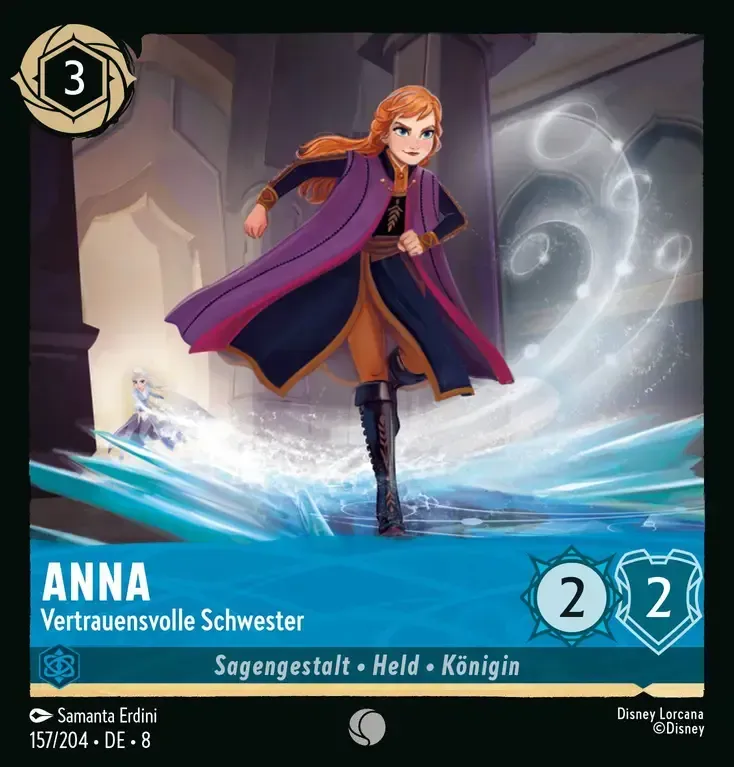 3
ANNA
Vertrauensvolle Schwester
2
2
Sagengestalt • Held • Königin
Samanta Erdini
157/204 • DE • 8
Disney Lorcana
©Disney